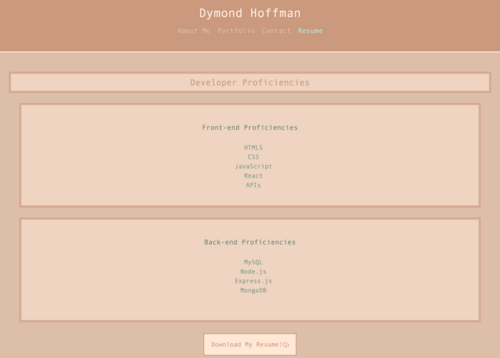 Dymond Hoffman
About Me Portfolio Contact Resume
Developer Proficiencies
Front-end Proficiencies
HTML5
CSS
JavaScript
React
APIs
Back-end Proficiencies
MySQL
Node.js
Express.js
MongoDB
Download My Resume!